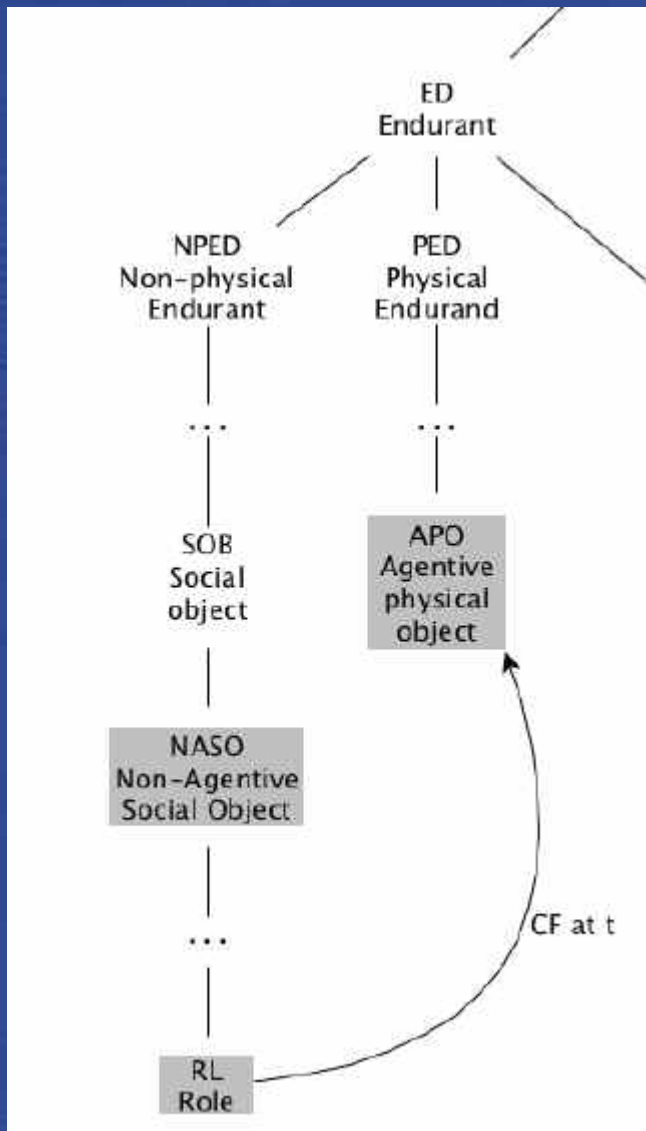 ED
Endurant
NPED
Non-physical
Endurant
PED
Physical
Endurand
...
...
SOB
Social
object
APO
Agentive
physical
object
NASO
Non-Agentive
Social Object
...
CF at t
RL
Role